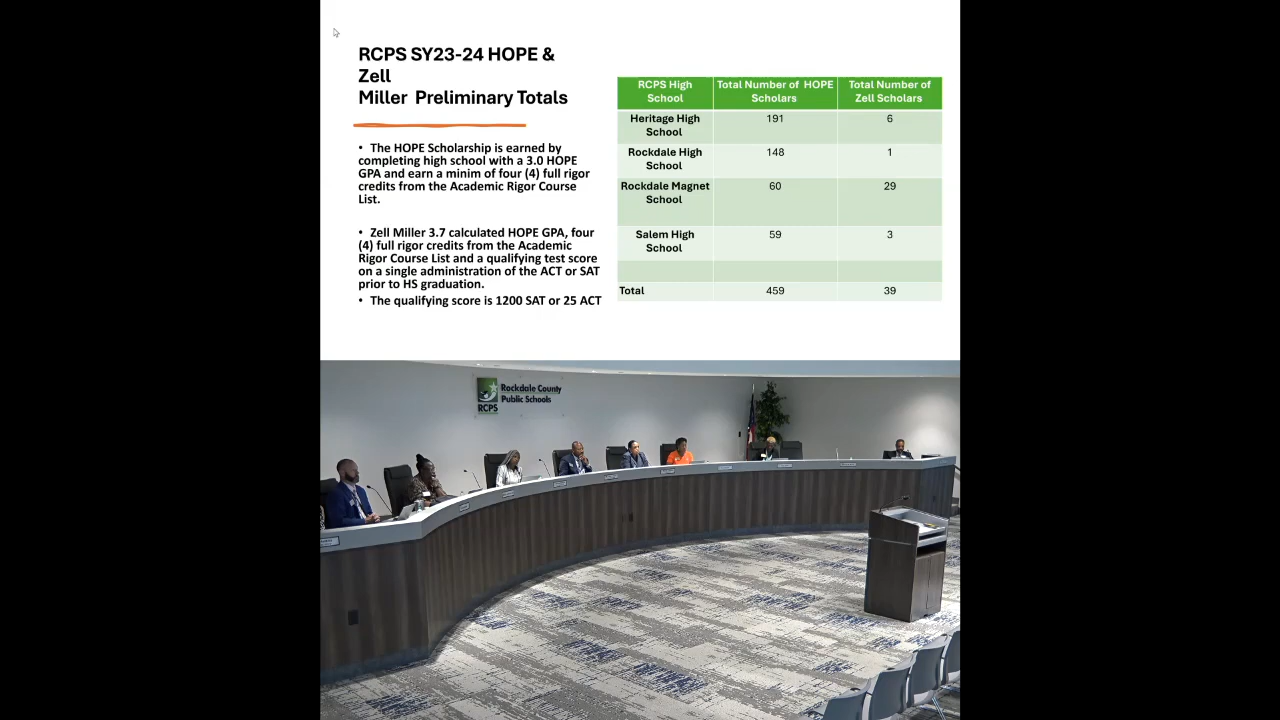 RCPS SY23-24 HOPE &
Zell
Miller Preliminary Totals
• The HOPE Scholarship is earned by
completing high school with a 3.0 HOPE
GPA and earn a minim of four (4) full rigor
credits from the Academic Rigor Course
List.
• Zell Miller 3.7 calculated HOPE GPA, four
(4) full rigor credits from the Academic
Rigor Course List and a qualifying test score
on a single administration of the ACT or SAT
prior to HS graduation.
• The qualifying score is 1200 SAT or 25 ACT
RCPS High School Total Number of HOPE Scholars Total Number of Zell Scholars
Heritage High School 191 6
Rockdale High School 148 1
Rockdale Magnet School 60 29
Salem High School 59 3
Total 459 39
Rockdale County
Public Schools
RCPS